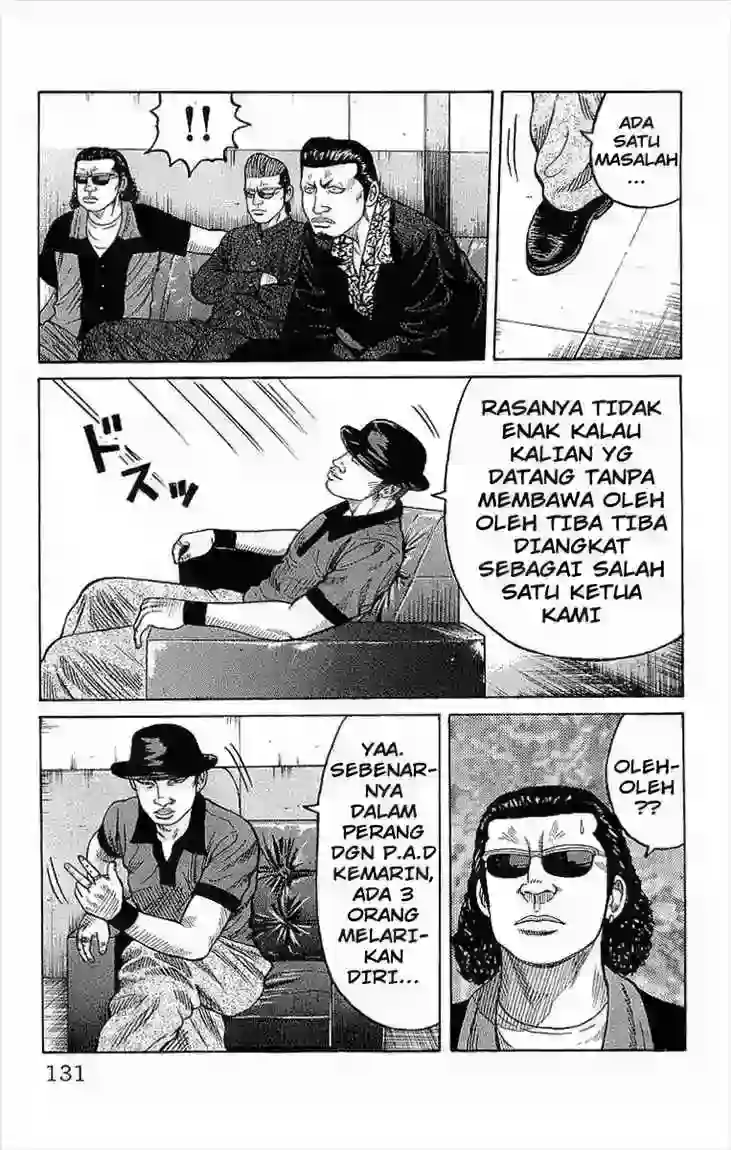 ADA
SATU
MASALAH
...
!!
RASANYA TIDAK
ENAK KALAU
KALIAN YG
DATANG TANPA
MEMBAWA OLEH
OLEH TIBA TIBA
DIANGKAT
SEBAGAI SALAH
SATU KETUA
KAMI
ドスッ
OLEH-
OLEH
??
YAA.
SEBENAR-
NYA
DALAM
PERANG
DGN P.A.D
KEMARIN,
ADA 3
ORANG
MELARI-
KAN
DIRI...
131